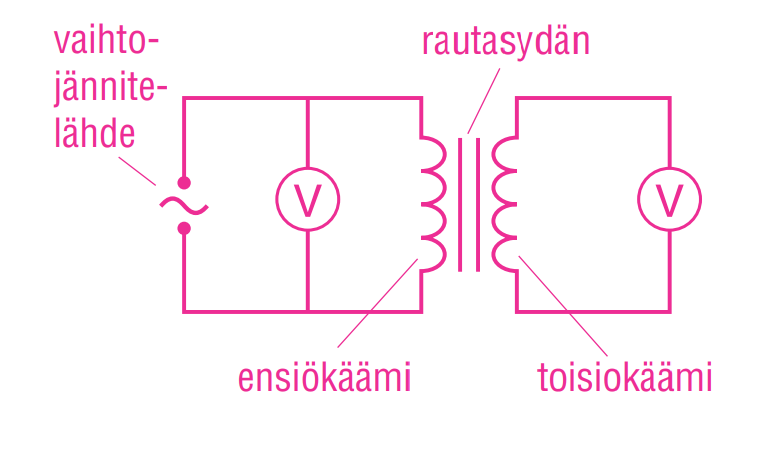 vaihto-
jännite-
lähde
rautasydän
V
V
ensiökäämi
toisiokäämi